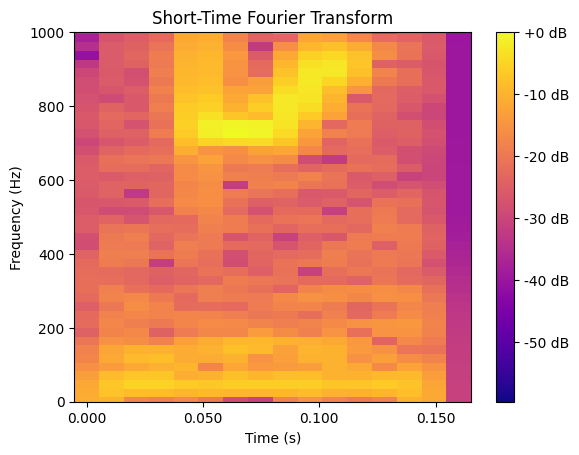 Short-Time Fourier Transform
1000
800
600
400
200
0
Frequency (Hz)
0.000
0.050
0.100
0.150
Time (s)
+0 dB
-10 dB
-20 dB
-30 dB
-40 dB
-50 dB